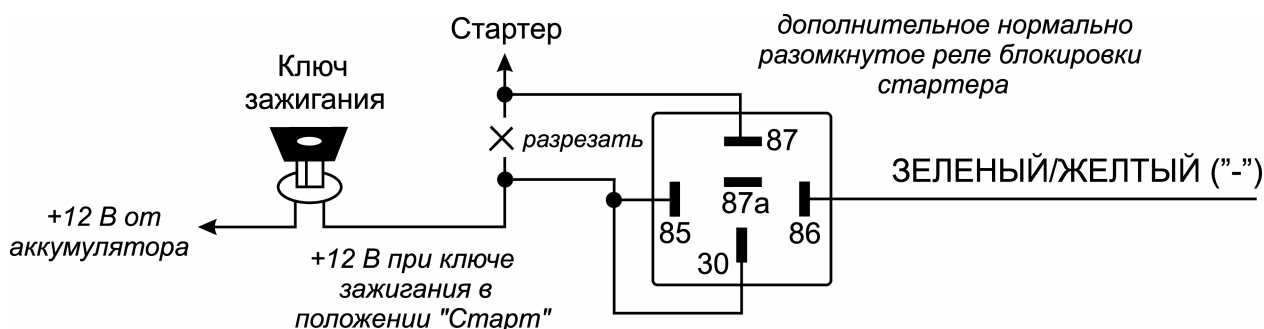 Стартер
дополнительное нормально
разомкнутое реле блокировки
стартера
Ключ
зажигания
разрезать
87
ЗЕЛЕНЫЙ/ЖЕЛТЫЙ ("-")
87а
85
86
30
+12 В от
аккумулятора
+12 В при ключе
зажигания в
положении "Старт"